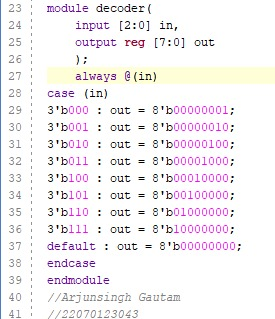 23 module decoder(
24 input [2:0] in,
25 output reg [7:0] out
26 );
27 always @(in)
28 case (in)
29 3'b000 : out = 8'b00000001;
30 3'b001 : out = 8'b00000010;
31 3'b010 : out = 8'b00000100;
32 3'b011 : out = 8'b00001000;
33 3'b100 : out = 8'b00010000;
34 3'b101 : out = 8'b00100000;
35 3'b110 : out = 8'b01000000;
36 3'b111 : out = 8'b10000000;
37 default : out = 8'b00000000;
38 endcase
39 endmodule
40 //Arjunsingh Gautam
41 //22070123043